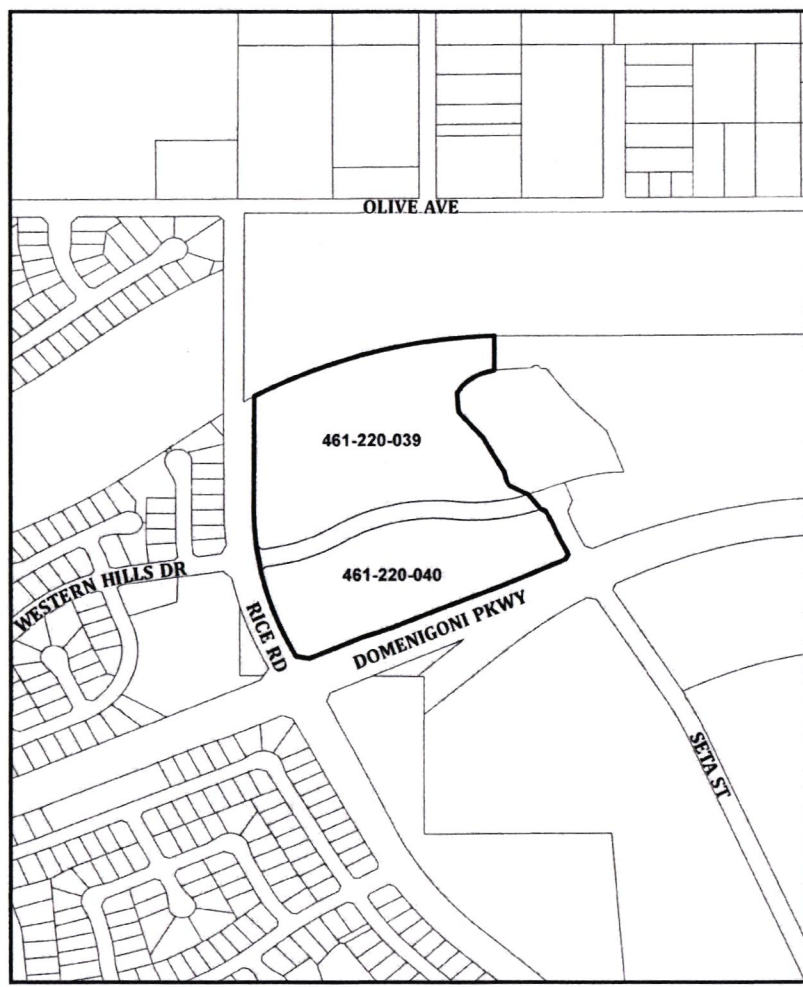 OLIVE AVE
461-220-039
461-220-040
WESTERN HILLS DR
RICE RD
DOMENIGONI PKWY
SETA ST